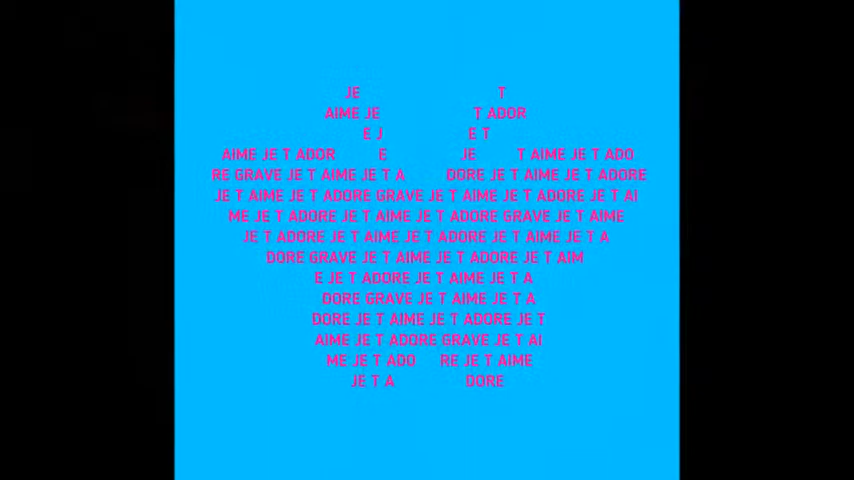 JE T
AIME JE T ADOR
E J E T
AIME JE T ADOR E JE T AIME JE T ADO
RE GRAVE JE T AIME JE T A DORE JE T AIME JE T ADORE
JE T AIME JE T ADORE GRAVE JE T AIME JE T ADORE JE T AI
ME JE T ADORE JE T AIME JE T ADORE GRAVE JE T AIME
JE T ADORE JE T AIME JE T ADORE JE T AIME JE T A
DORE GRAVE JE T AIME JE T ADORE JE T AIM
E JE T ADORE JE T AIME JE T A
DORE GRAVE JE T AIME JE T A
DORE JE T AIME JE T ADORE JE T
AIME JE T ADORE GRAVE JE T AI
ME JE T ADO RE JE T AIME
JE T A DORE